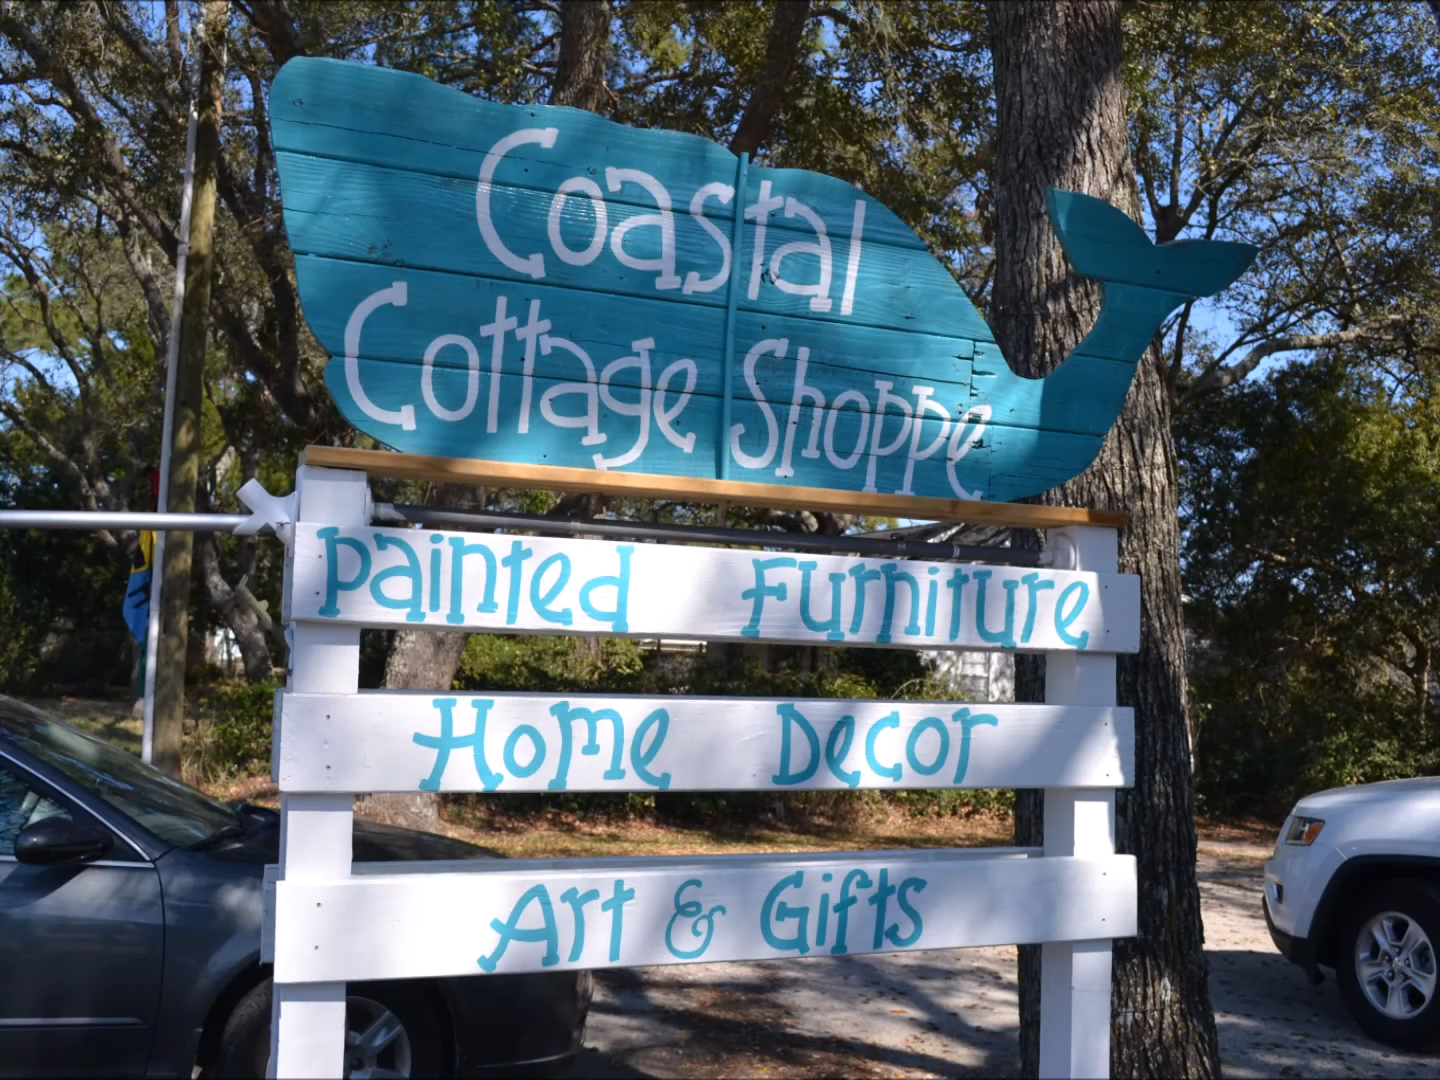 Coastal
Cottage Shoppe
Painted Furniture
Home Decor
Art & Gifts